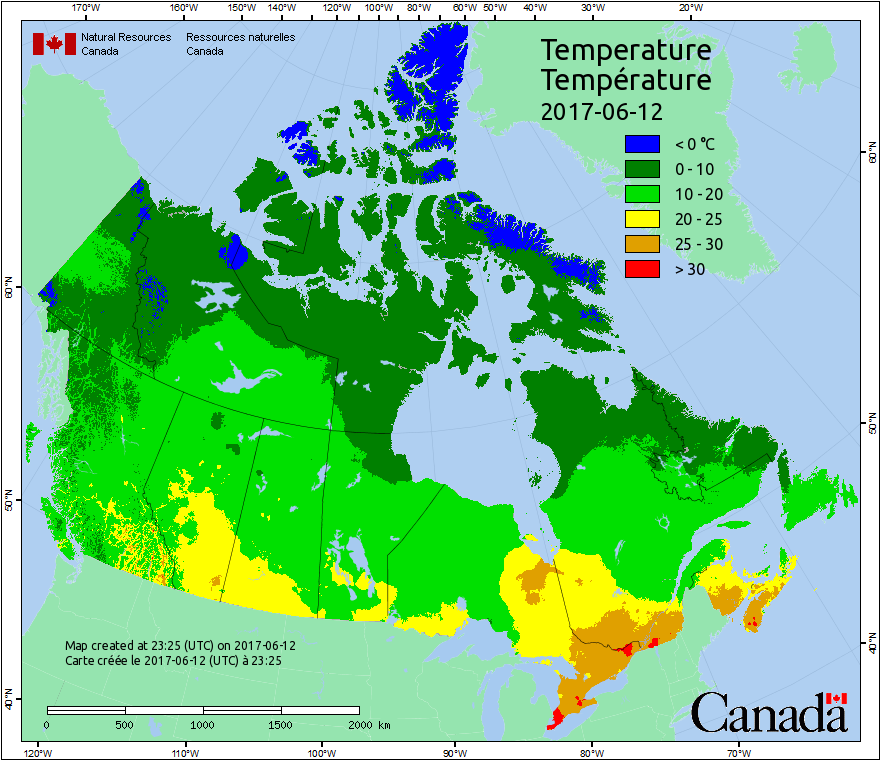 170°W 160°W 150°W 140°W 120°W 100°W 80°W 60°W 50°W 40°W 30°W 20°W
Natural Resources Ressources naturelles
Canada Canada
Temperature
Température
2017-06-12
< 0 °C
0 - 10
10 - 20
20 - 25
25 - 30
> 30
60°N
60°N
50°N
50°N
40°N
40°N
Map created at 23:25 (UTC) on 2017-06-12
Carte créée le 2017-06-12 (UTC) à 23:25
0 500 1000 1500 2000 km
Canada
120°W 110°W 100°W 90°W 80°W 70°W